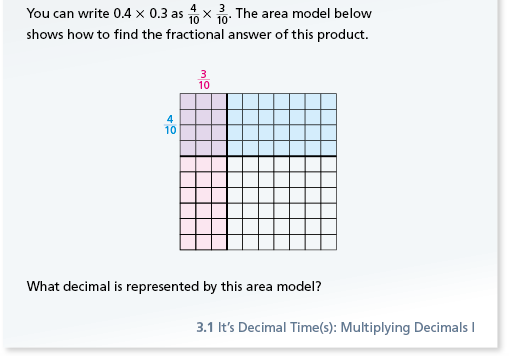 You can write 0.4 × 0.3 as 4/10 × 3/10. The area model below
shows how to find the fractional answer of this product.
3/10
4/10
What decimal is represented by this area model?
3.1 It's Decimal Time(s): Multiplying Decimals I